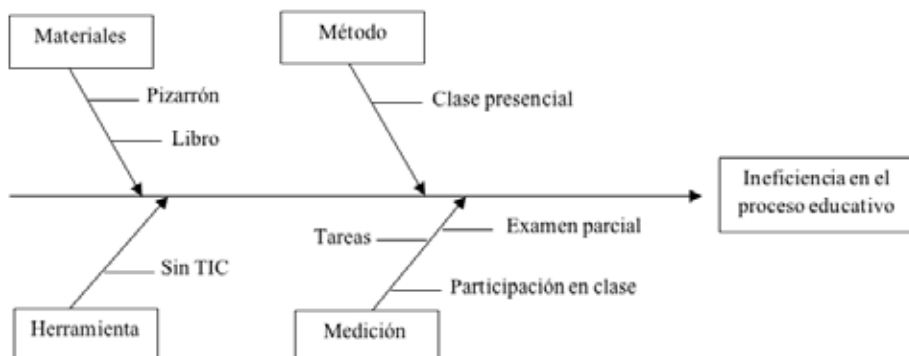 Materiales
Método
Pizarrón
Clase presencial
Libro
Ineficiencia en el
proceso educativo
Tareas
Examen parcial
Sin TIC
Participación en clase
Herramienta
Medición